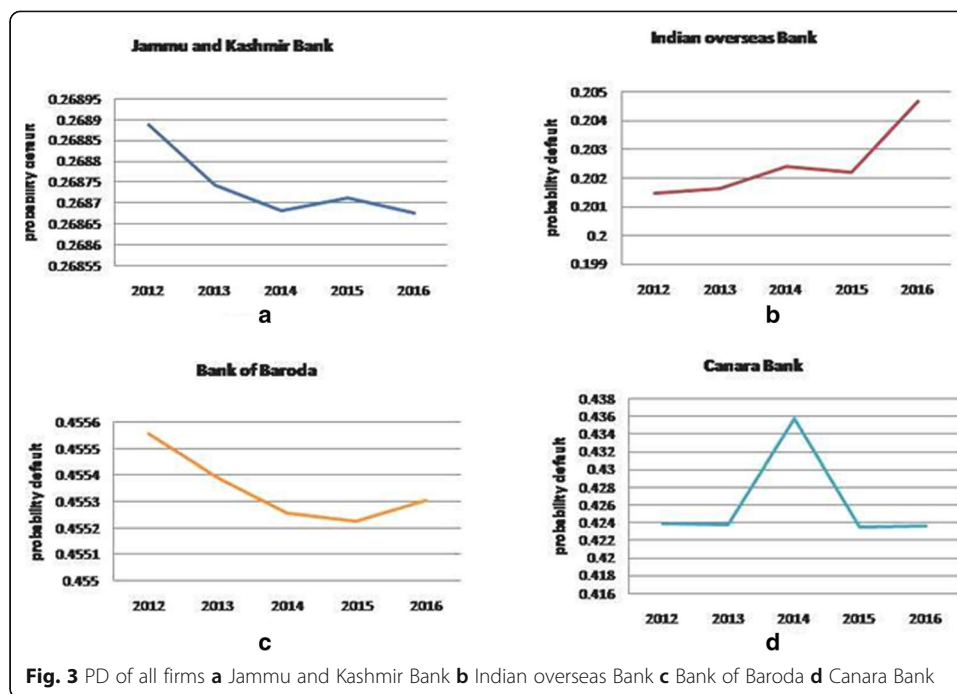 Jammu and Kashmir Bank
probability default
0.26895
0.2689
0.26885
0.2688
0.26875
0.2687
0.26865
0.2686
0.26855
2012 2013 2014 2015 2016
a
Indian overseas Bank
probability default
0.205
0.204
0.203
0.202
0.201
0.2
0.199
2012 2013 2014 2015 2016
b
Bank of Baroda
probability default
0.4556
0.4555
0.4554
0.4553
0.4552
0.4551
0.455
2012 2013 2014 2015 2016
c
Canara Bank
probability default
0.438
0.436
0.434
0.432
0.43
0.428
0.426
0.424
0.422
0.42
0.418
0.416
2012 2013 2014 2015 2016
d
Fig. 3 PD of all firms a Jammu and Kashmir Bank b Indian overseas Bank c Bank of Baroda d Canara Bank